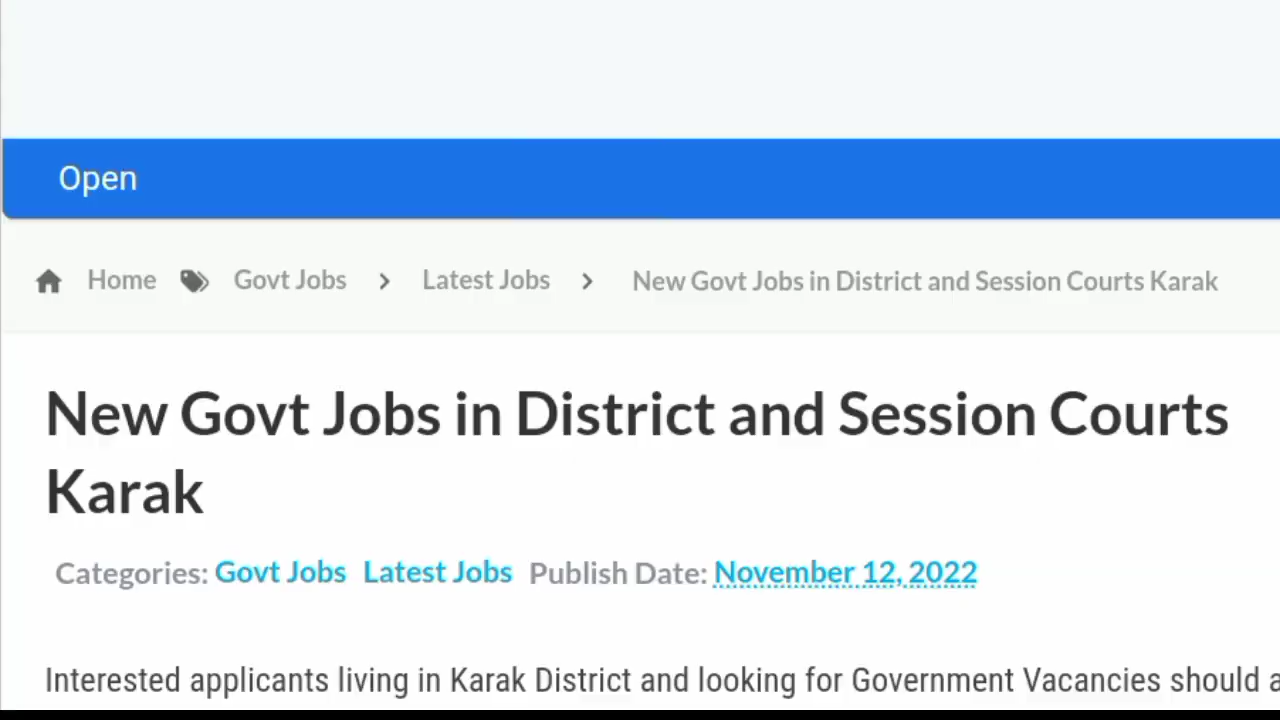 Open
Home Govt Jobs > Latest Jobs > New Govt Jobs in District and Session Courts Karak
New Govt Jobs in District and Session Courts
Karak
Categories: Govt Jobs Latest Jobs Publish Date: November 12, 2022
Interested applicants living in Karak District and looking for Government Vacancies should